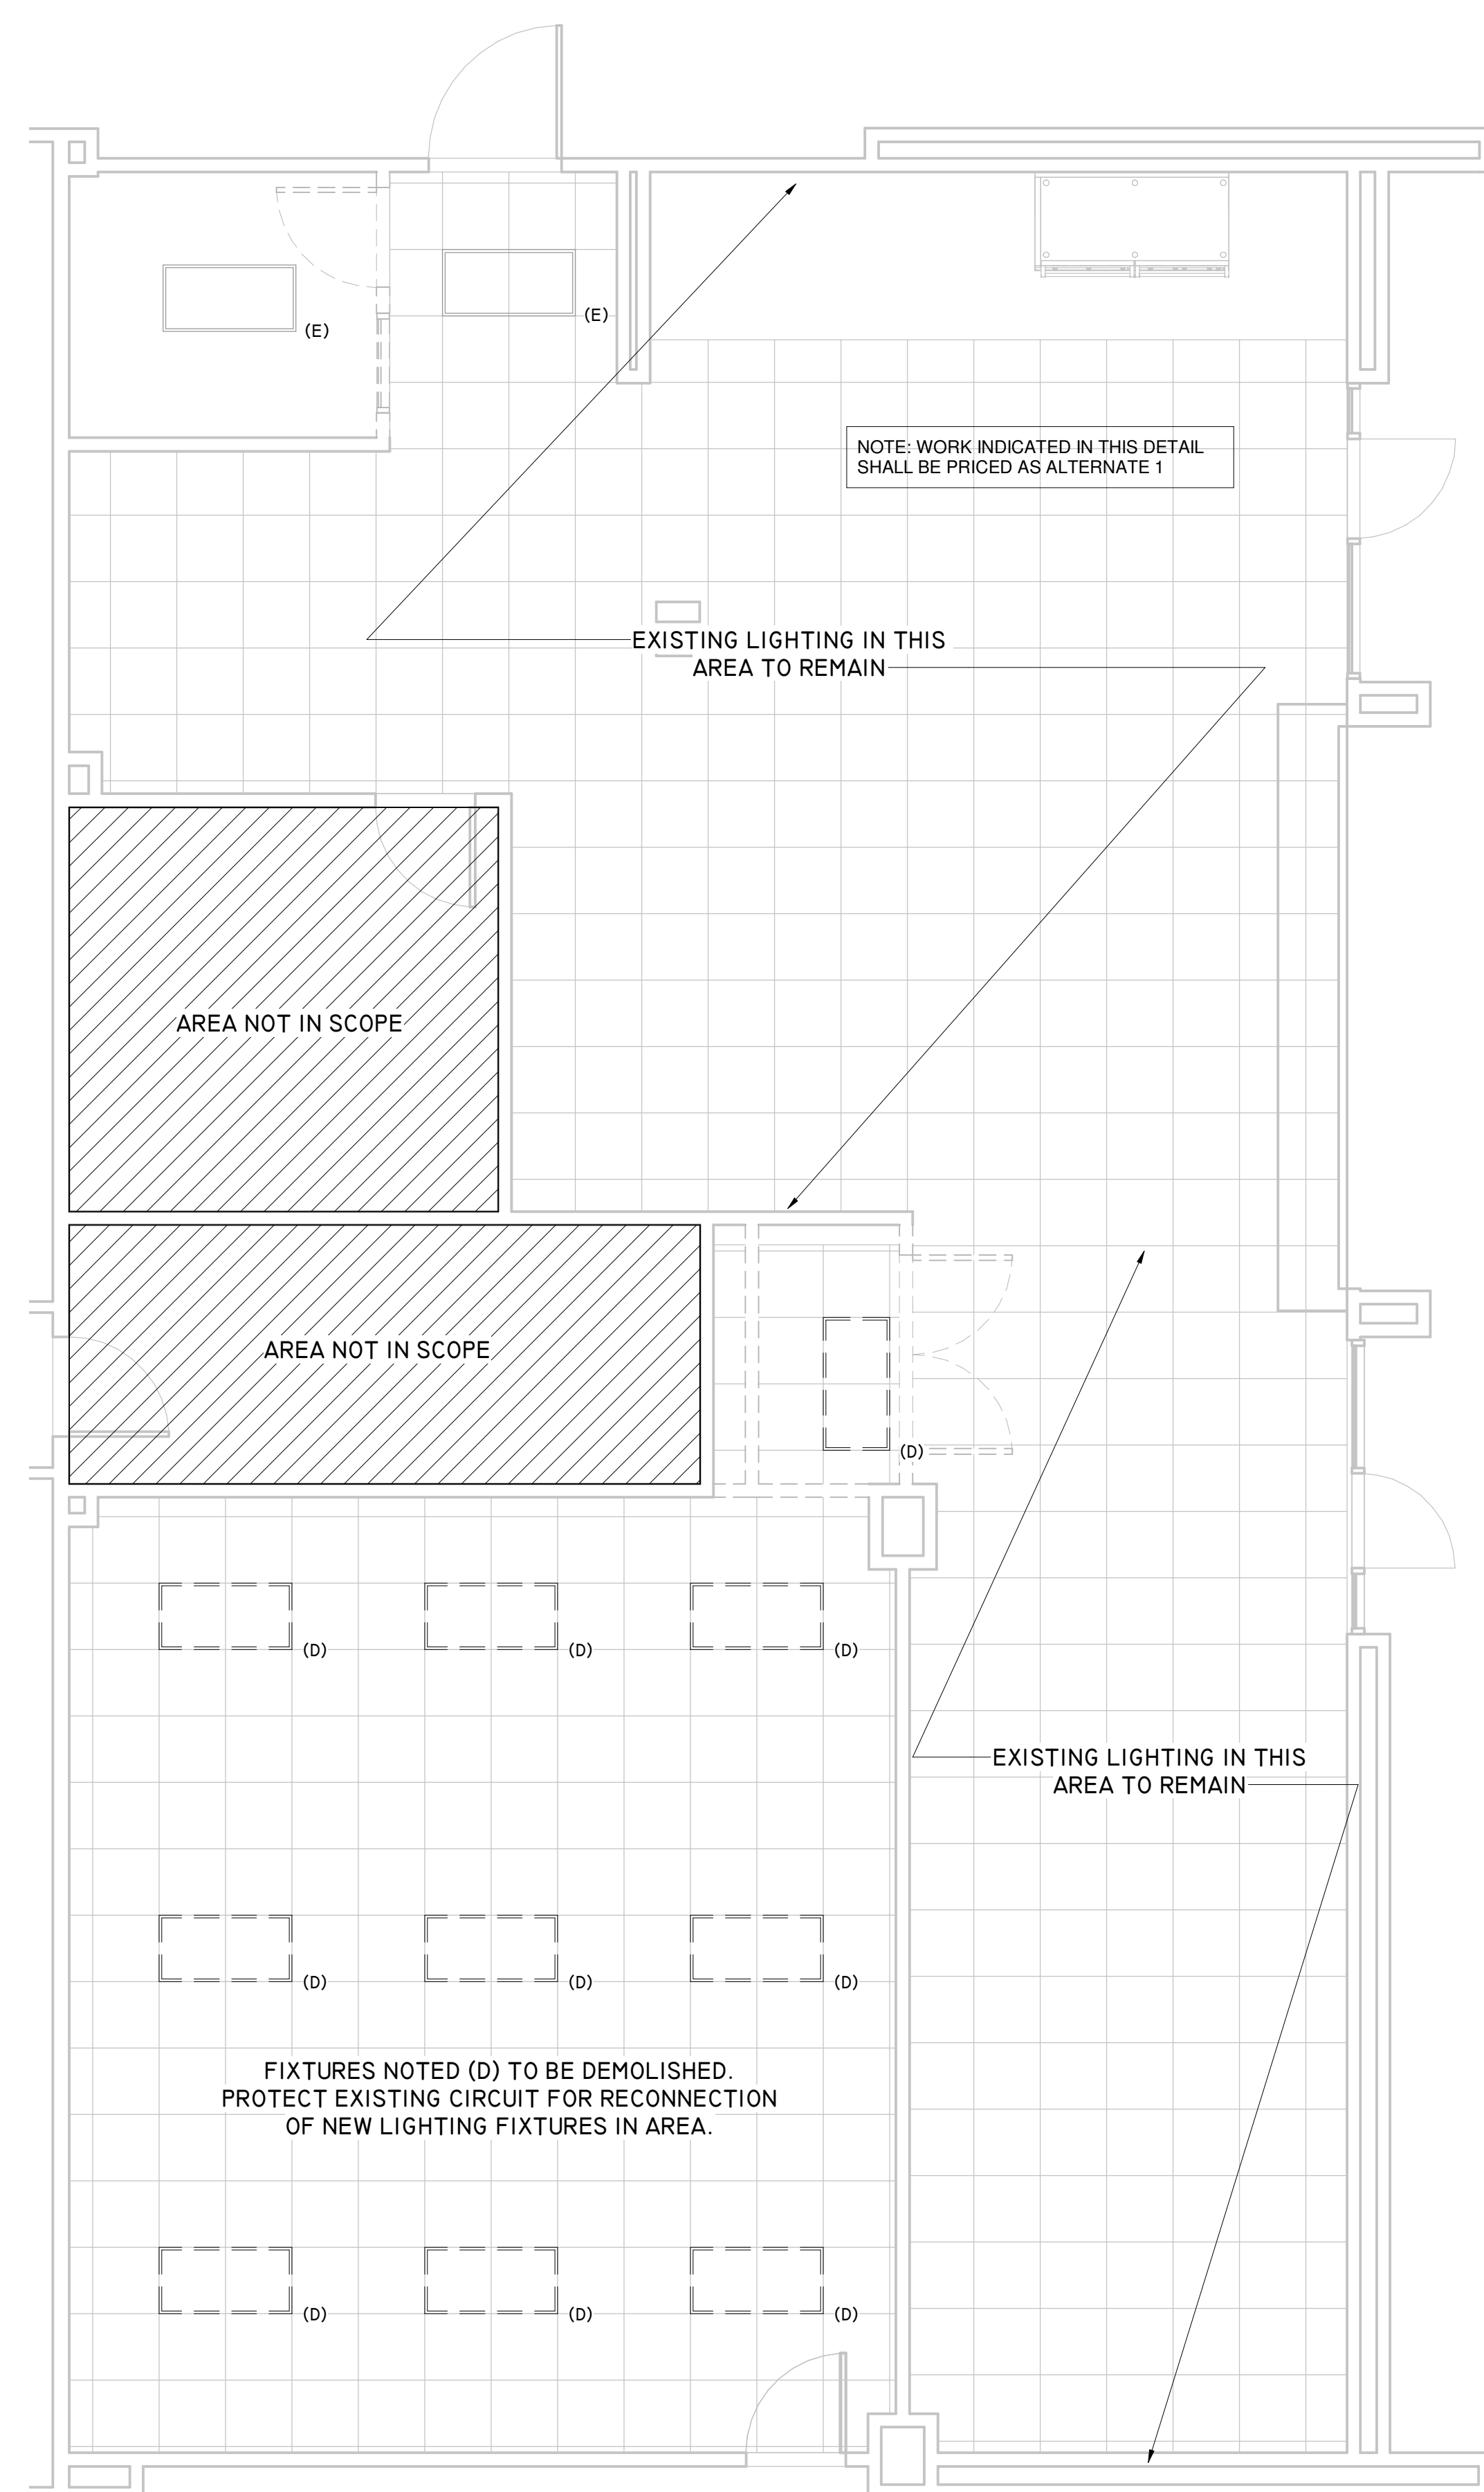 (E)
(E)
NOTE: WORK INDICATED IN THIS DETAIL
SHALL BE PRICED AS ALTERNATE 1
EXISTING LIGHTING IN THIS
AREA TO REMAIN
AREA NOT IN SCOPE
AREA NOT IN SCOPE
(D)
(D)
(D)
(D)
EXISTING LIGHTING IN THIS
AREA TO REMAIN
(D)
(D)
(D)
FIXTURES NOTED (D) TO BE DEMOLISHED.
PROTECT EXISTING CIRCUIT FOR RECONNECTION
OF NEW LIGHTING FIXTURES IN AREA.
(D)
(D)
(D)